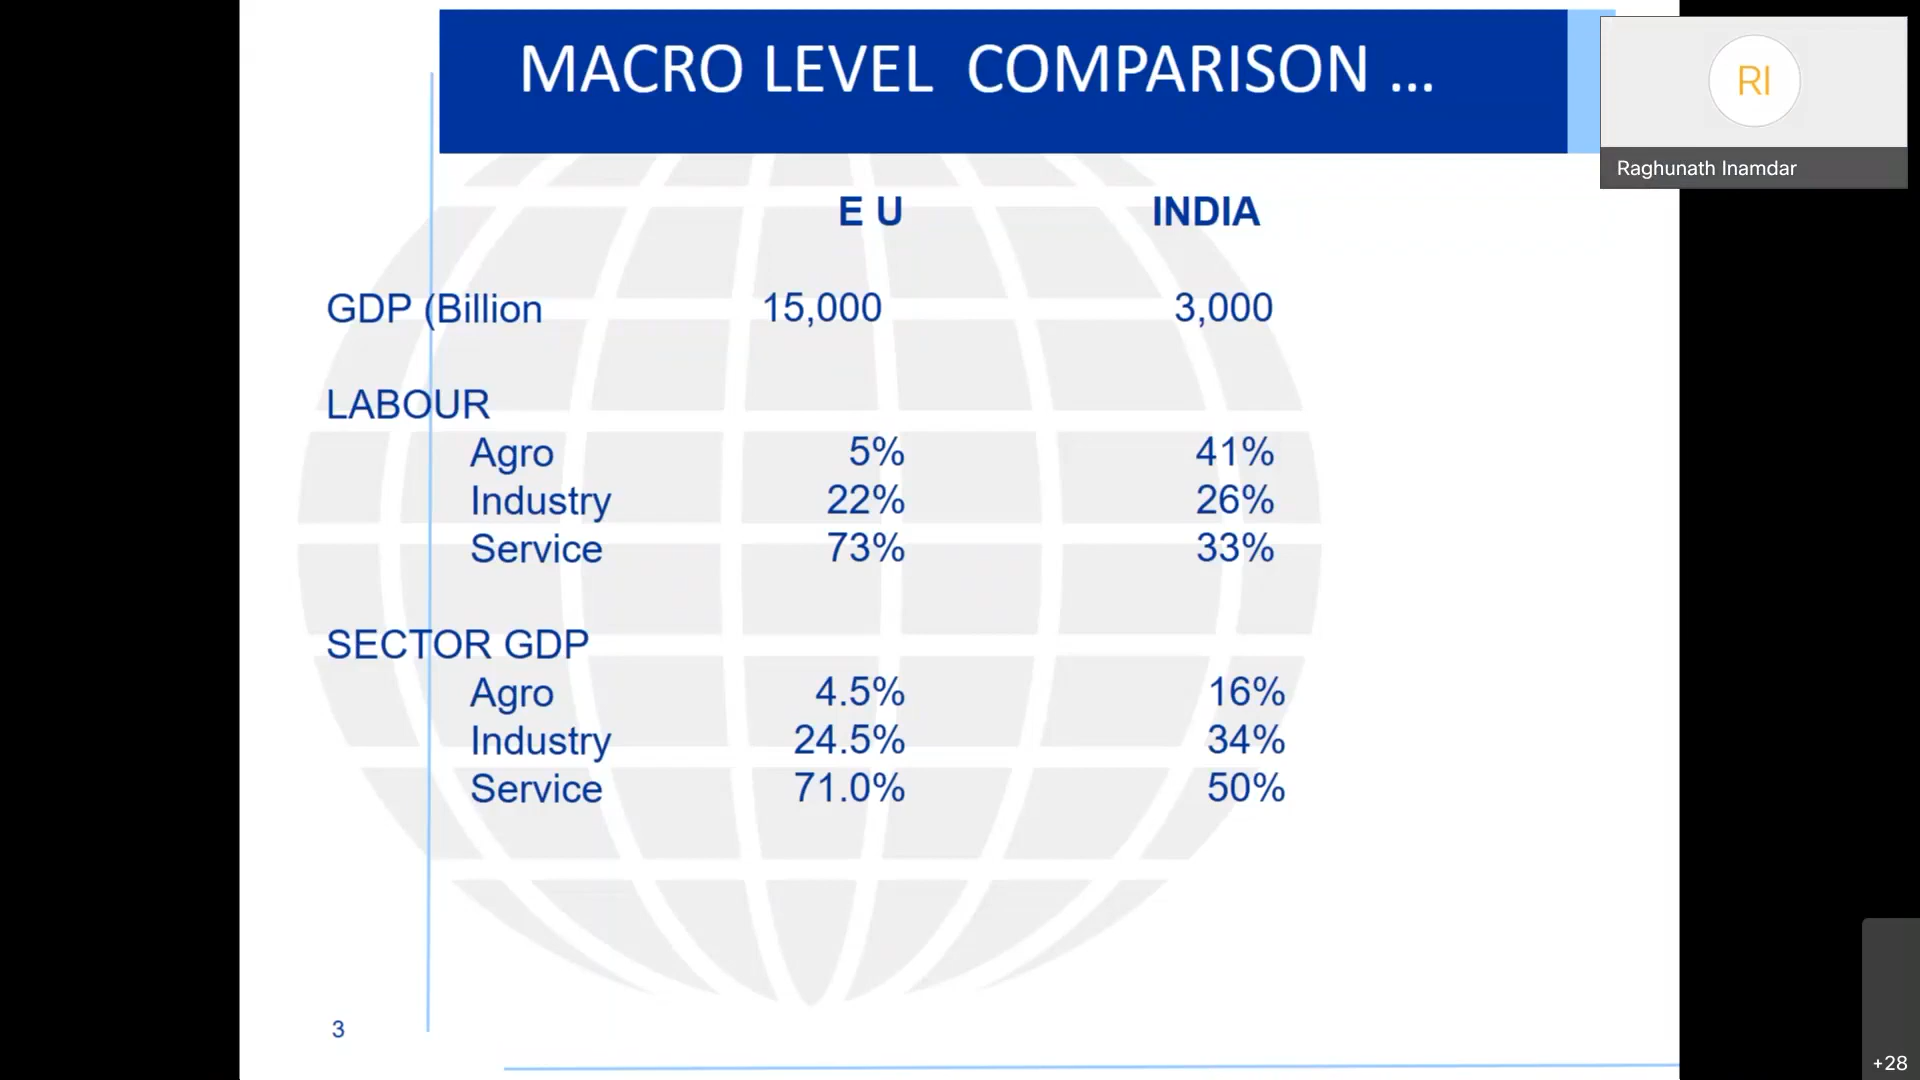 MACRO LEVEL COMPARISON ...
RI
Raghunath Inamdar
E U INDIA
GDP (Billion 15,000 3,000
LABOUR
Agro 5% 41%
Industry 22% 26%
Service 73% 33%
SECTOR GDP
Agro 4.5% 16%
Industry 24.5% 34%
Service 71.0% 50%
3
+28